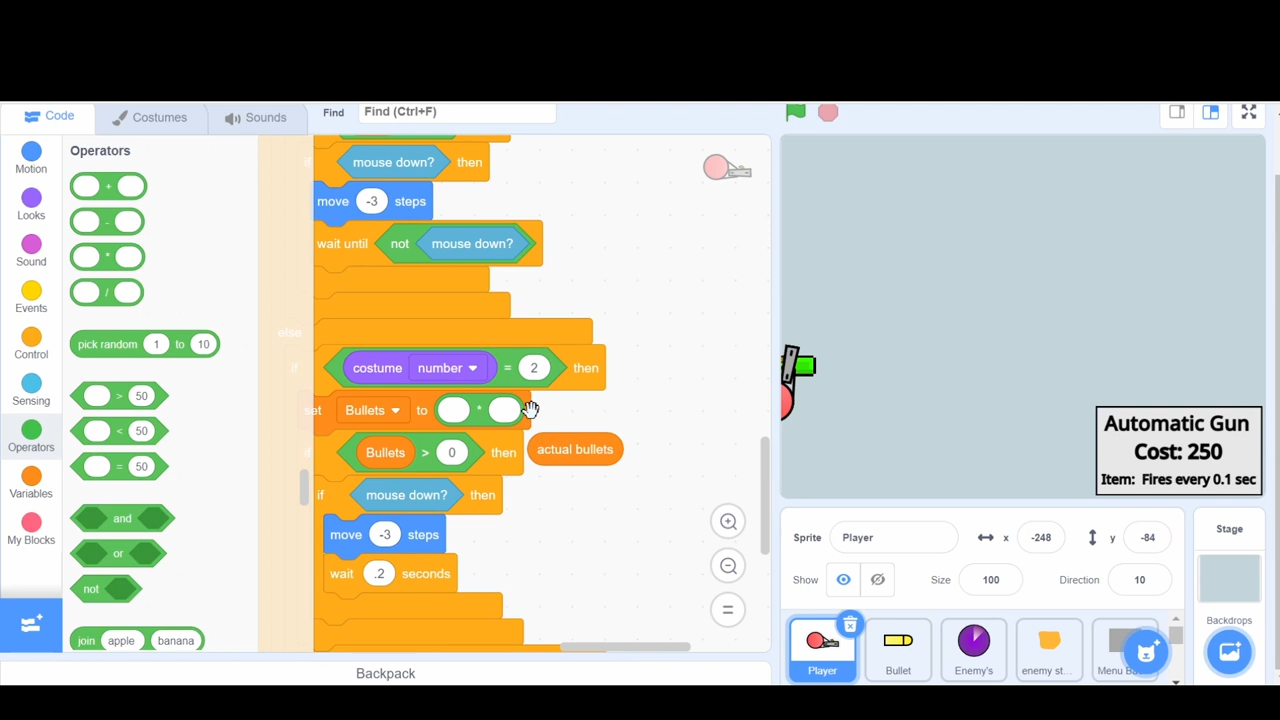 Code
Costumes
Sounds
Find
Find (Ctrl+F)
Motion
Looks
Sound
Events
Control
Sensing
Operators
Variables
My Blocks
Operators
+
-
*
/
pick random 1 to 10
> 50
< 50
= 50
and
or
not
join apple banana
if mouse down? then
move -3 steps
wait until not mouse down?
else
if costume number = 2 then
set Bullets to *
if Bullets > 0 then
actual bullets
if mouse down? then
move -3 steps
wait .2 seconds
Backpack
Automatic Gun
Cost: 250
Item: Fires every 0.1 sec
Sprite Player x -248 y -84
Show Size 100 Direction 10
Stage
Backdrops
Player
Bullet
Enemy's
enemy st...
Menu